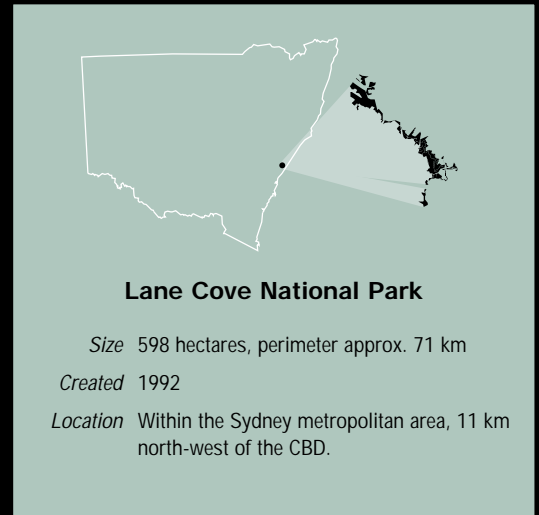 Lane Cove National Park
Size 598 hectares, perimeter approx. 71 km
Created 1992
Location Within the Sydney metropolitan area, 11 km
north-west of the CBD.